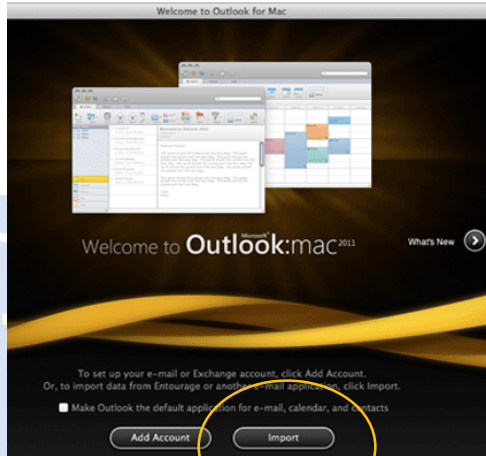 Welcome to Outlook for Mac
Microsoft®
Welcome to Outlook:mac 2011
What's New
To set up your e-mail or Exchange account, click Add Account.
Or, to import data from Entourage or another e-mail application, click Import.
Make Outlook the default application for e-mail, calendar, and contacts
Add Account
Import